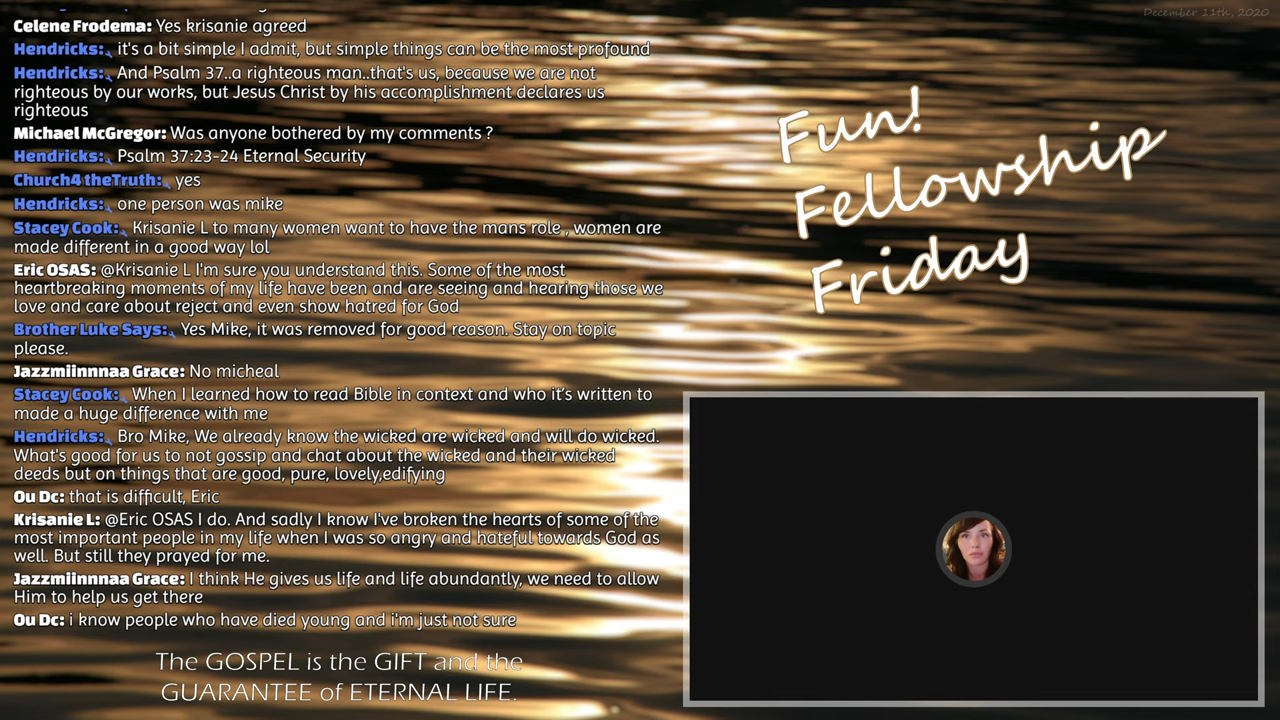 December 11th, 2020
Celene Frodema: Yes krisanie agreed
Hendricks: it's a bit simple I admit, but simple things can be the most profound
Hendricks: And Psalm 37..a righteous man..that's us, because we are not
righteous by our works, but Jesus Christ by his accomplishment declares us
righteous
Michael McGregor: Was anyone bothered by my comments ?
Hendricks: Psalm 37:23-24 Eternal Security
Church4theTruth: yes
Hendricks: one person was mike
Stacey Cook: Krisanie L to many women want to have the mans role , women are
made different in a good way lol
Eric OSAS: @Krisanie L I'm sure you understand this. Some of the most
heartbreaking moments of my life have been and are seeing and hearing those we
love and care about reject and even show hatred for God
Brother Luke Says: Yes Mike, it was removed for good reason. Stay on topic
please.
Jazzmiinnnaa Grace: No micheal
Stacey Cook: When I learned how to read Bible in context and who it's written to
made a huge difference with me
Hendricks: Bro Mike, We already know the wicked are wicked and will do wicked.
What's good for us to not gossip and chat about the wicked and their wicked
deeds but on things that are good, pure, lovely,edifying
Ou Dc: that is difficult, Eric
Krisanie L: @Eric OSAS I do. And sadly I know I've broken the hearts of some of the
most important people in my life when I was so angry and hateful towards God as
well. But still they prayed for me.
Jazzmiinnnaa Grace: I think He gives us life and life abundantly, we need to allow
Him to help us get there
Ou Dc: i know people who have died young and i'm just not sure
The GOSPEL is the GIFT and the
GUARANTEE of ETERNAL LIFE.
Fun!
Fellowship
Friday